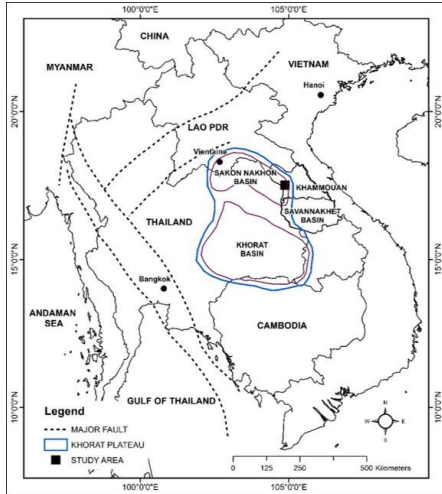 100°0'0"E 105°0'0"E
CHINA
MYANMAR
VIETNAM
Hanoi
20°0'0"N
20°0'0"N
LAO PDR
Vientaine
SAKON NAKHON
BASIN
KHAMMOUAN
SAVANNAKHET
BASIN
THAILAND
KHORAT
BASIN
15°0'0"N
15°0'0"N
Bangkok
ANDAMAN
SEA
CAMBODIA
GULF OF THAILAND
10°0'0"N
10°0'0"N
Legend
MAJOR FAULT
KHORAT PLATEAU
STUDY AREA
N
W E
S
0 125 250 500 Kilometers
100°0'0"E 105°0'0"E